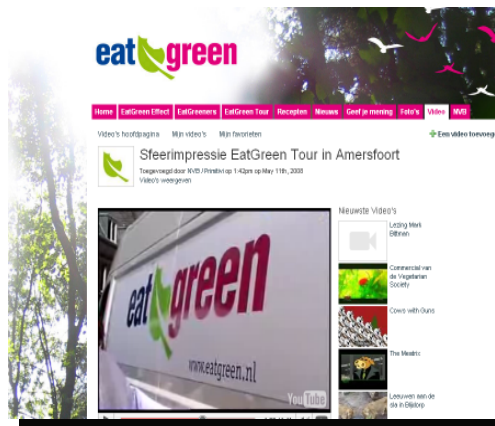 eat green
Home EatGreen Effect EatGreeners EatGreen Tour Recepten Nieuws Geef je mening Foto's Video NVB
Video's hoofdpagina Mijn video's Mijn favorieten Een video toevoege
Sfeerimpressie EatGreen Tour in Amersfoort
Toegevoegd door NVB / Primitivi op 1:42pm op May 11th, 2008
Video's weergeven
eat green
www.eatgreen.nl
YouTube
Nieuwste Video's
Lezing Mark
Bittman
Commercial van
de Vegetarian
Society
Cows with Guns
The Meatrix
Leeuwen aan de
sla in Blijdorp